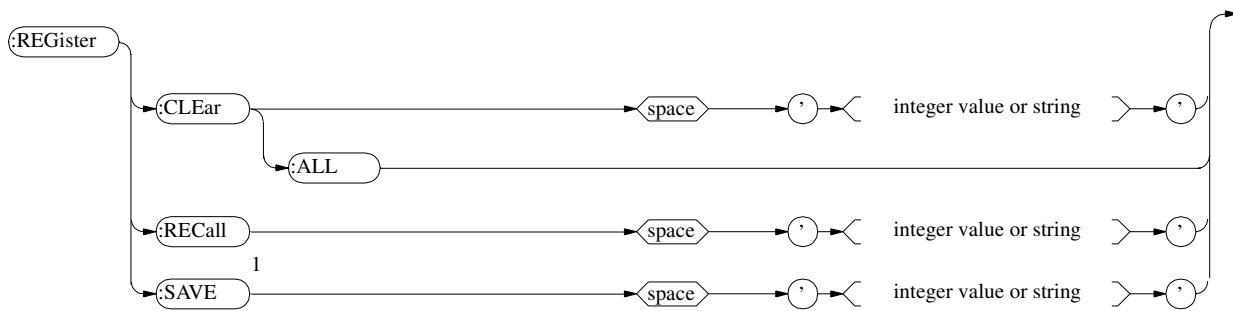 :REGister
:CLEar space ’ integer value or string ’
:ALL
:RECall space ’ integer value or string ’
1
:SAVE space ’ integer value or string ’